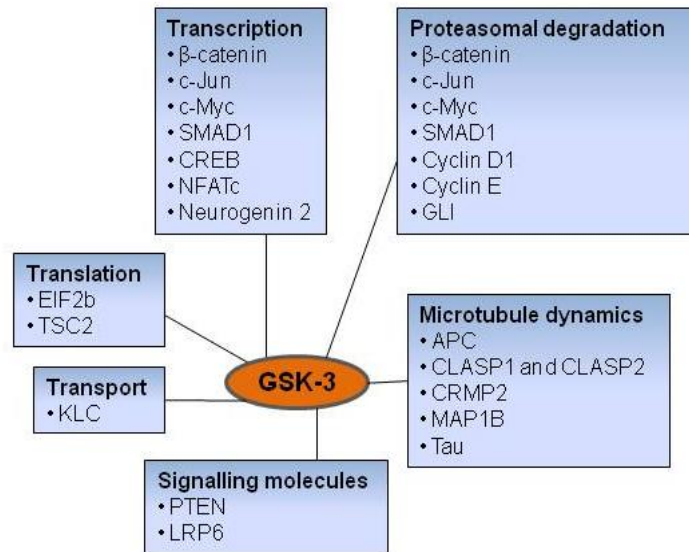 Transcription
• β-catenin
• c-Jun
• c-Myc
• SMAD1
• CREB
• NFATc
• Neurogenin 2
Proteasomal degradation
• β-catenin
• c-Jun
• c-Myc
• SMAD1
• Cyclin D1
• Cyclin E
• GLI
Translation
• EIF2b
• TSC2
Microtubule dynamics
• APC
• CLASP1 and CLASP2
• CRMP2
• MAP1B
• Tau
GSK-3
Transport
• KLC
Signalling molecules
• PTEN
• LRP6